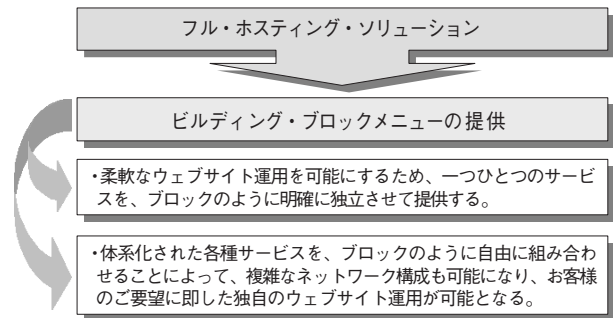 フル・ホスティング・ソリューション
ビルディング・ブロックメニューの提供
・柔軟なウェブサイト運用を可能にするため、一つひとつのサービ
スを、ブロックのように明確に独立させて提供する。
・体系化された各種サービスを、ブロックのように自由に組み合わ
せることによって、複雑なネットワーク構成も可能になり、お客様
のご要望に即した独自のウェブサイト運用が可能となる。